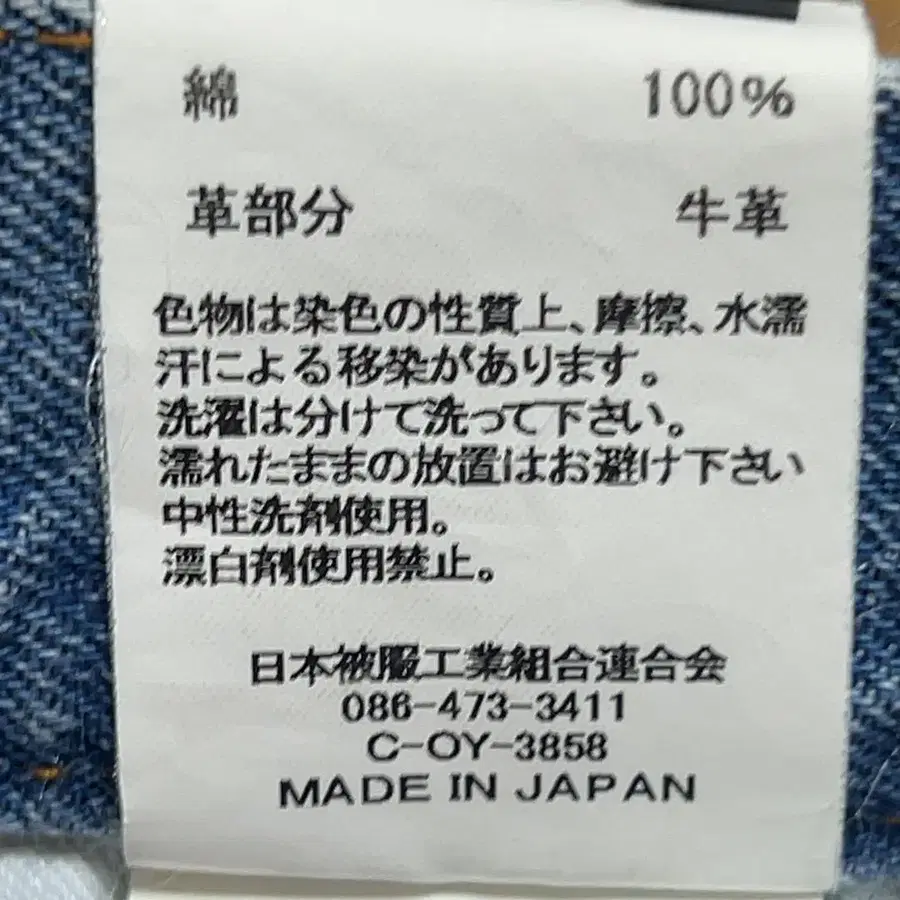 綿 100%
革部分 牛革
色物は染色の性質上、摩擦、水濡
汗による移染があります。
洗濯は分けて洗って下さい。
濡れたままの放置はお避け下さい
中性洗剤使用。
漂白剤使用禁止。
日本被服工業組合連合会
086-473-3411
C-OY-3858
MADE IN JAPAN